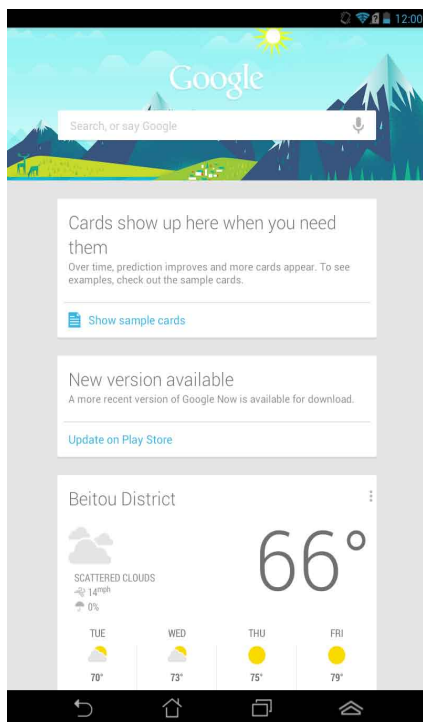 12:00
Google
Search, or say Google
Cards show up here when you need
them
Over time, prediction improves and more cards appear. To see
examples, check out the sample cards.
Show sample cards
New version available
A more recent version of Google Now is available for download.
Update on Play Store
Beitou District
66°
SCATTERED CLOUDS
14mph
0%
TUE WED THU FRI
70° 73° 75° 79°